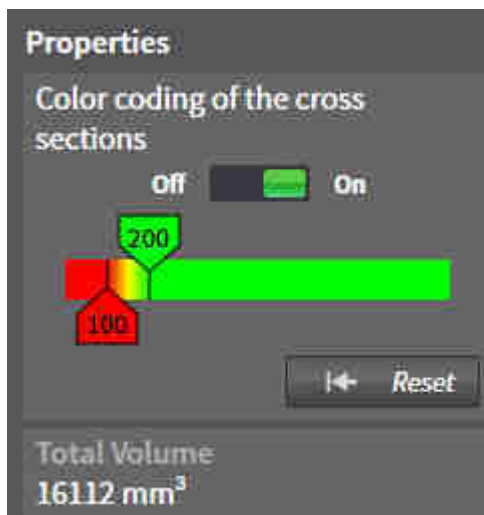 Properties
Color coding of the cross
sections
Off On
200
100
Reset
Total Volume
16112 mm³